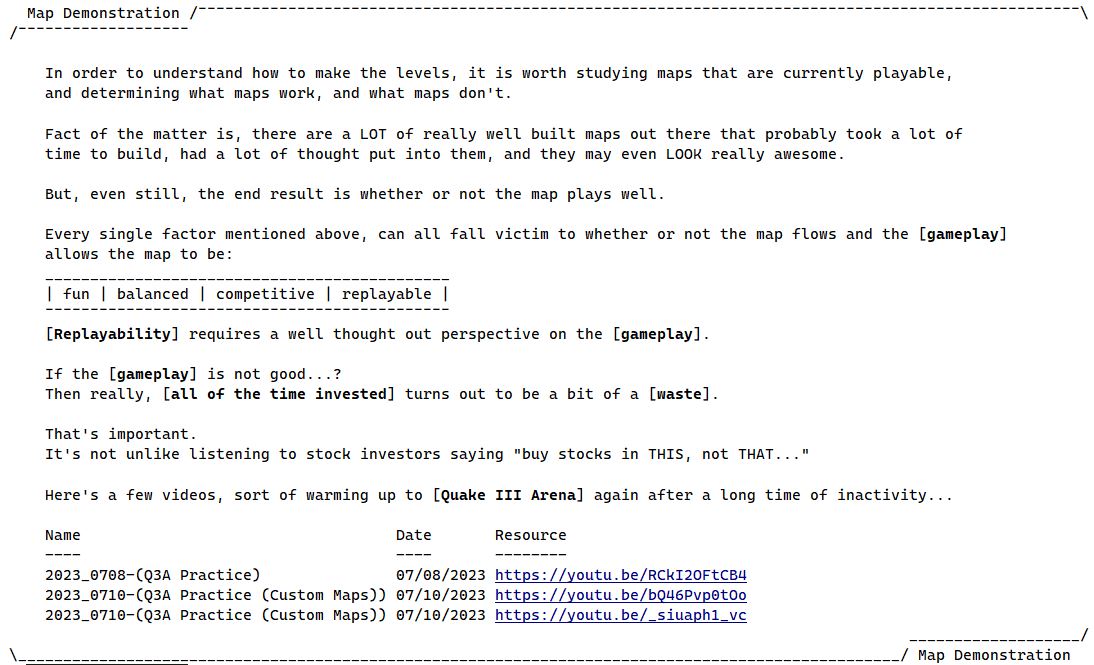 Map Demonstration
In order to understand how to make the levels, it is worth studying maps that are currently playable,
and determining what maps work, and what maps don't.
Fact of the matter is, there are a LOT of really well built maps out there that probably took a lot of
time to build, had a lot of thought put into them, and they may even LOOK really awesome.
But, even still, the end result is whether or not the map plays well.
Every single factor mentioned above, can all fall victim to whether or not the map flows and the [gameplay]
allows the map to be:
| fun | balanced | competitive | replayable |
[Replayability] requires a well thought out perspective on the [gameplay].
If the [gameplay] is not good...?
Then really, [all of the time invested] turns out to be a bit of a [waste].
That's important.
It's not unlike listening to stock investors saying "buy stocks in THIS, not THAT..."
Here's a few videos, sort of warming up to [Quake III Arena] again after a long time of inactivity...
Name Date Resource
---- ---- --------
2023_0708-(Q3A Practice) 07/08/2023 https://youtu.be/RCkI2OFtCB4
2023_0710-(Q3A Practice (Custom Maps)) 07/10/2023 https://youtu.be/bQ46Pvp0tOo
2023_0710-(Q3A Practice (Custom Maps)) 07/10/2023 https://youtu.be/_siuaph1_vc
Map Demonstration